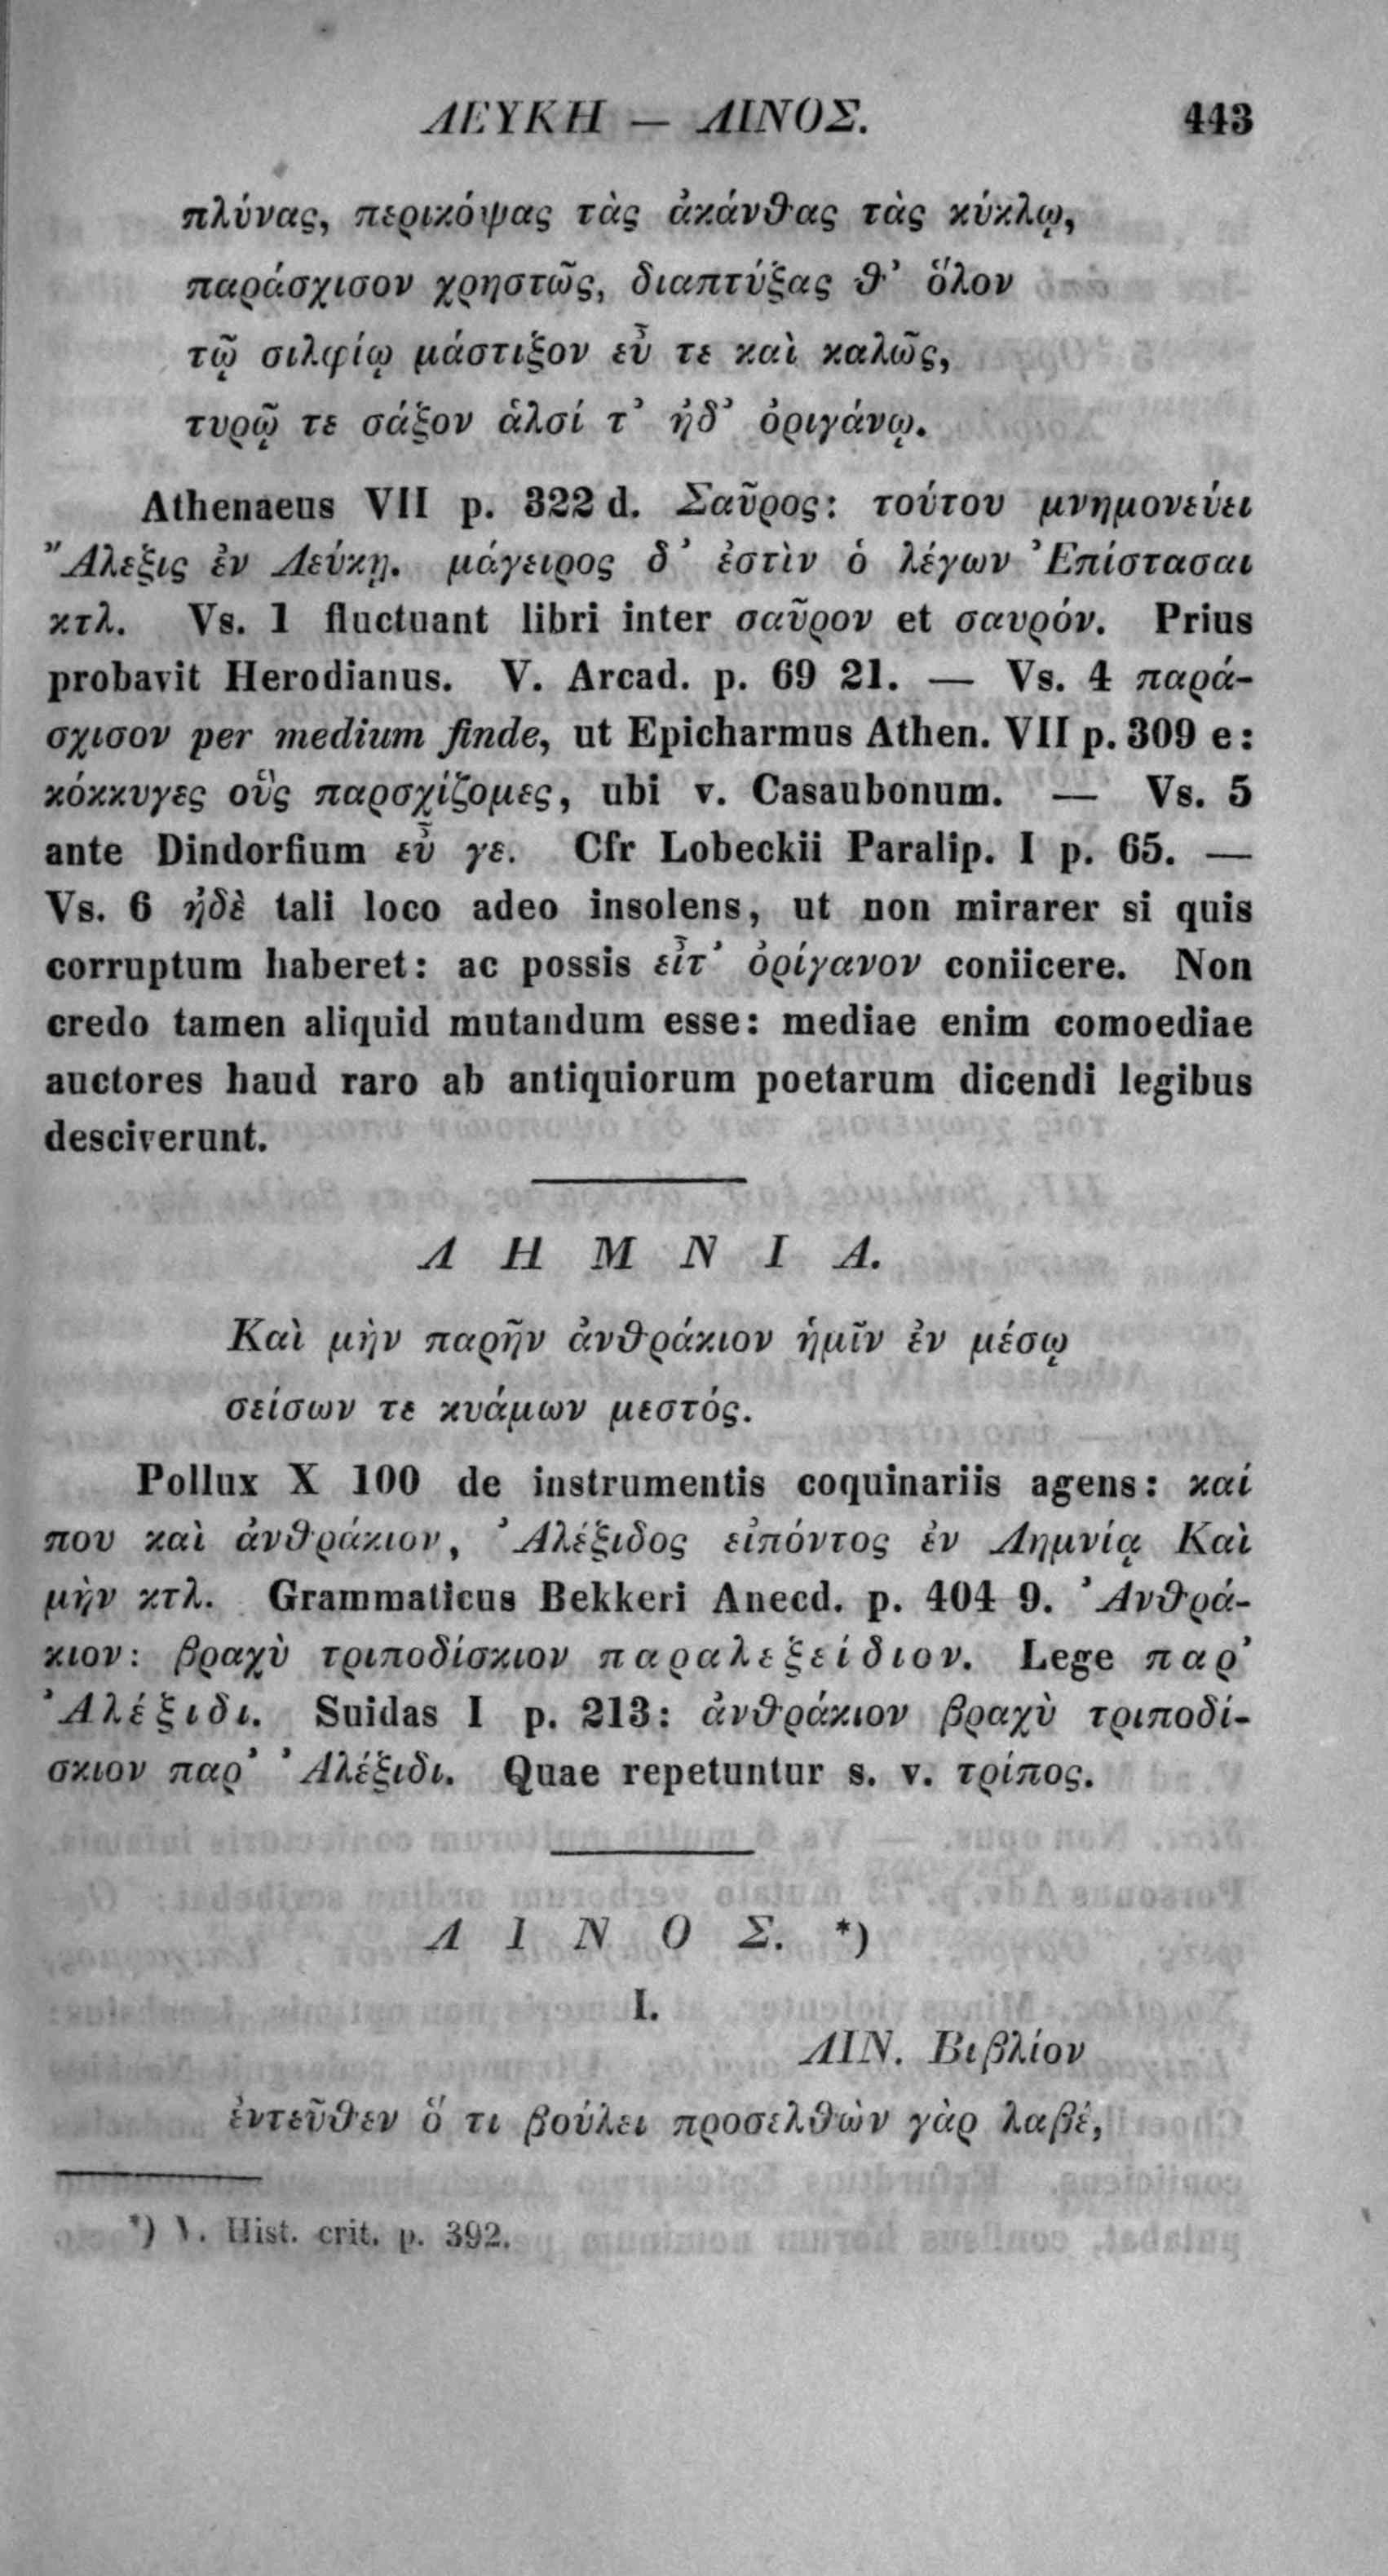 ΛΕΥΚΗ — ΛΙΝΟΣ. 443
πλύνας, περικόψας τὰς ἀκάνθας τὰς κύκλῳ,
παράσχισον χρηστῶς, διαπτύξας θ’ ὅλον
τῷ σιλφίῳ μάστιξον εὖ τε καὶ καλῶς,
τυρῷ τε σάξον ἁλσί τ’ ἠδ’ ὀριγάνῳ.
Athenaeus VII p. 322 d. Σαῦρος: τούτου μνημονεύει
Ἄλεξις ἐν Λεύκῃ. μάγειρος δ’ ἐστὶν ὁ λέγων Ἐπίστασαι
κτλ. Vs. 1 fluctuant libri inter σαῦρον et σαυρόν. Prius
probavit Herodianus. V. Arcad. p. 69 21. — Vs. 4 παρά-
σχισον per medium finde, ut Epicharmus Athen. VII p. 309 e:
κόκκυγες οὓς παρσχίζομες, ubi v. Casaubonum. — Vs. 5
ante Dindorfium εὖ γε. Cfr Lobeckii Paralip. I p. 65. —
Vs. 6 ἠδὲ tali loco adeo insolens, ut non mirarer si quis
corruptum haberet: ac possis εἶτ’ ὀρίγανον coniicere. Non
credo tamen aliquid mutandum esse: mediae enim comoediae
auctores haud raro ab antiquiorum poetarum dicendi legibus
desciverunt.
ΛΗΜΝΙΑ.
Καὶ μὴν παρῆν ἀνθράκιον ἡμῖν ἐν μέσῳ
σείσων τε κυάμων μεστός.
Pollux X 100 de instrumentis coquinariis agens: καί
που καὶ ἀνθράκιον, Ἀλέξιδος εἰπόντος ἐν Λημνίᾳ Καὶ
μὴν κτλ. Grammaticus Bekkeri Anecd. p. 404 9. Ἀνθρά-
κιον: βραχὺ τριποδίσκιον παραλεξείδιον. Lege παρ’
Ἀλέξιδι. Suidas I p. 213: ἀνθράκιον βραχὺ τριποδί-
σκιον παρ’ Ἀλέξιδι. Quae repetuntur s. v. τρίπος.
ΛΙΝΟΣ. *)
I.
ΛΙΝ. Βιβλίον
ἐντεῦθεν ὅ τι βούλει προσελθὼν γὰρ λαβέ,
*) V. Hist. crit. p. 392.